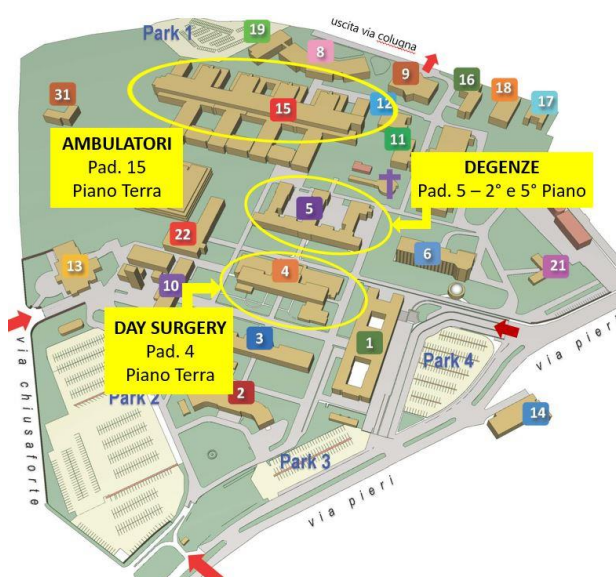 uscita via colugna
Park 1
19
8
9
16
18
17
31
15
12
11
AMBULATORI
Pad. 15
Piano Terra
DEGENZE
Pad. 5 – 2° e 5° Piano
5
22
6
21
13
4
10
DAY SURGERY
Pad. 4
Piano Terra
3
1
Park 4
Park 2
2
14
Park 3
via chiusaforte
via pieri
via pieri